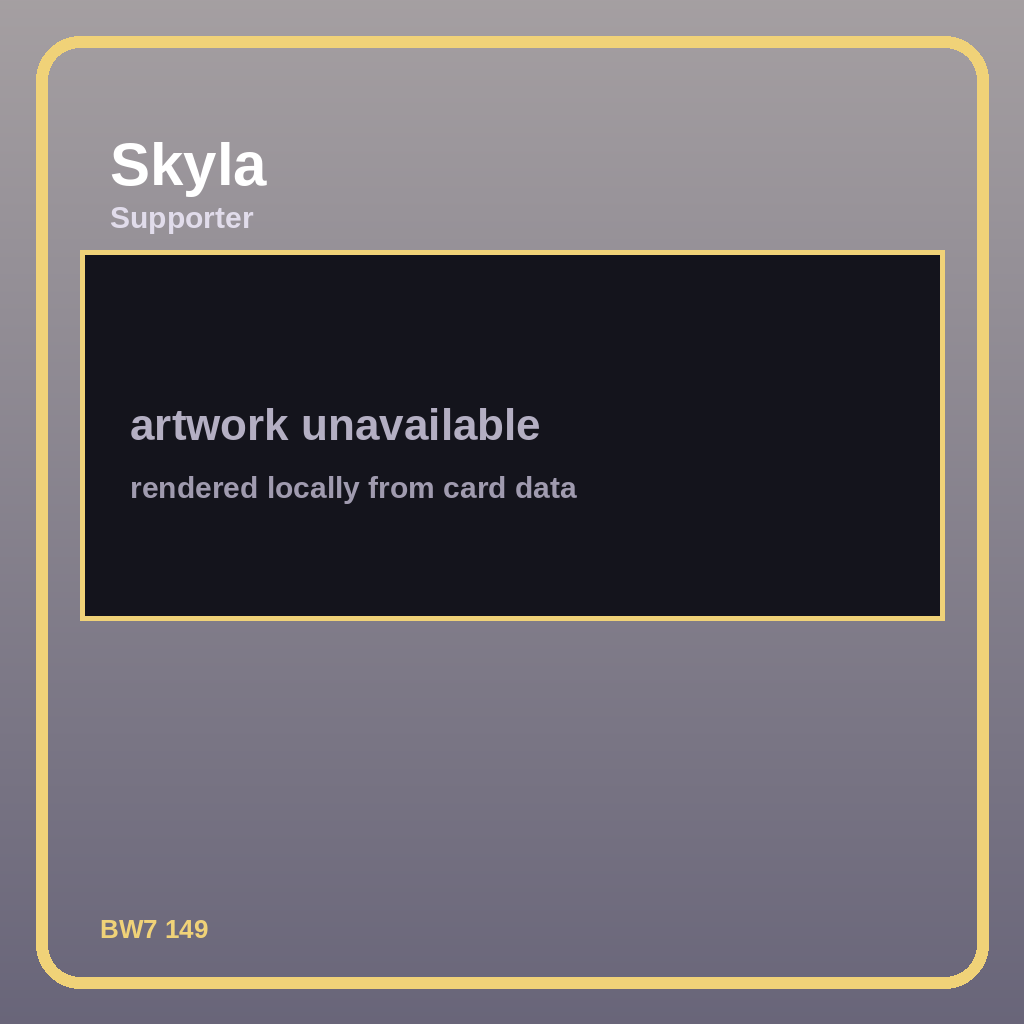 Skyla
Supporter
artwork unavailable
rendered locally from card data
BW7 149